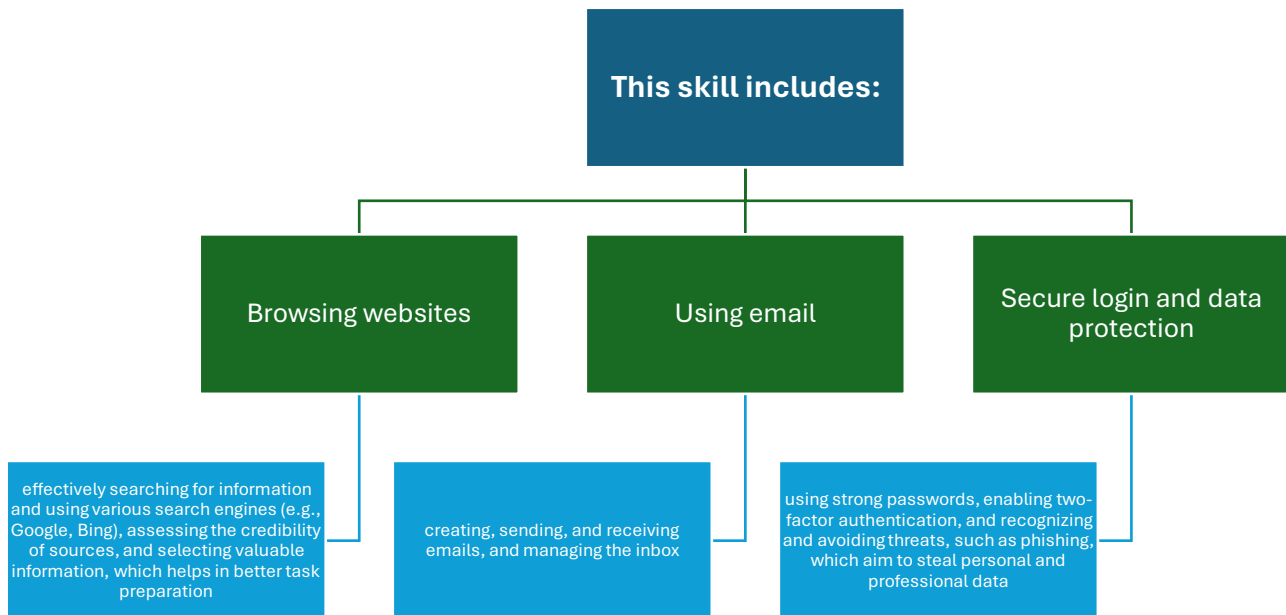 This skill includes:
Browsing websites
Using email
Secure login and data
protection
effectively searching for information
and using various search engines (e.g.,
Google, Bing), assessing the credibility
of sources, and selecting valuable
information, which helps in better task
preparation
creating, sending, and receiving
emails, and managing the inbox
using strong passwords, enabling two-
factor authentication, and recognizing
and avoiding threats, such as phishing,
which aim to steal personal and
professional data